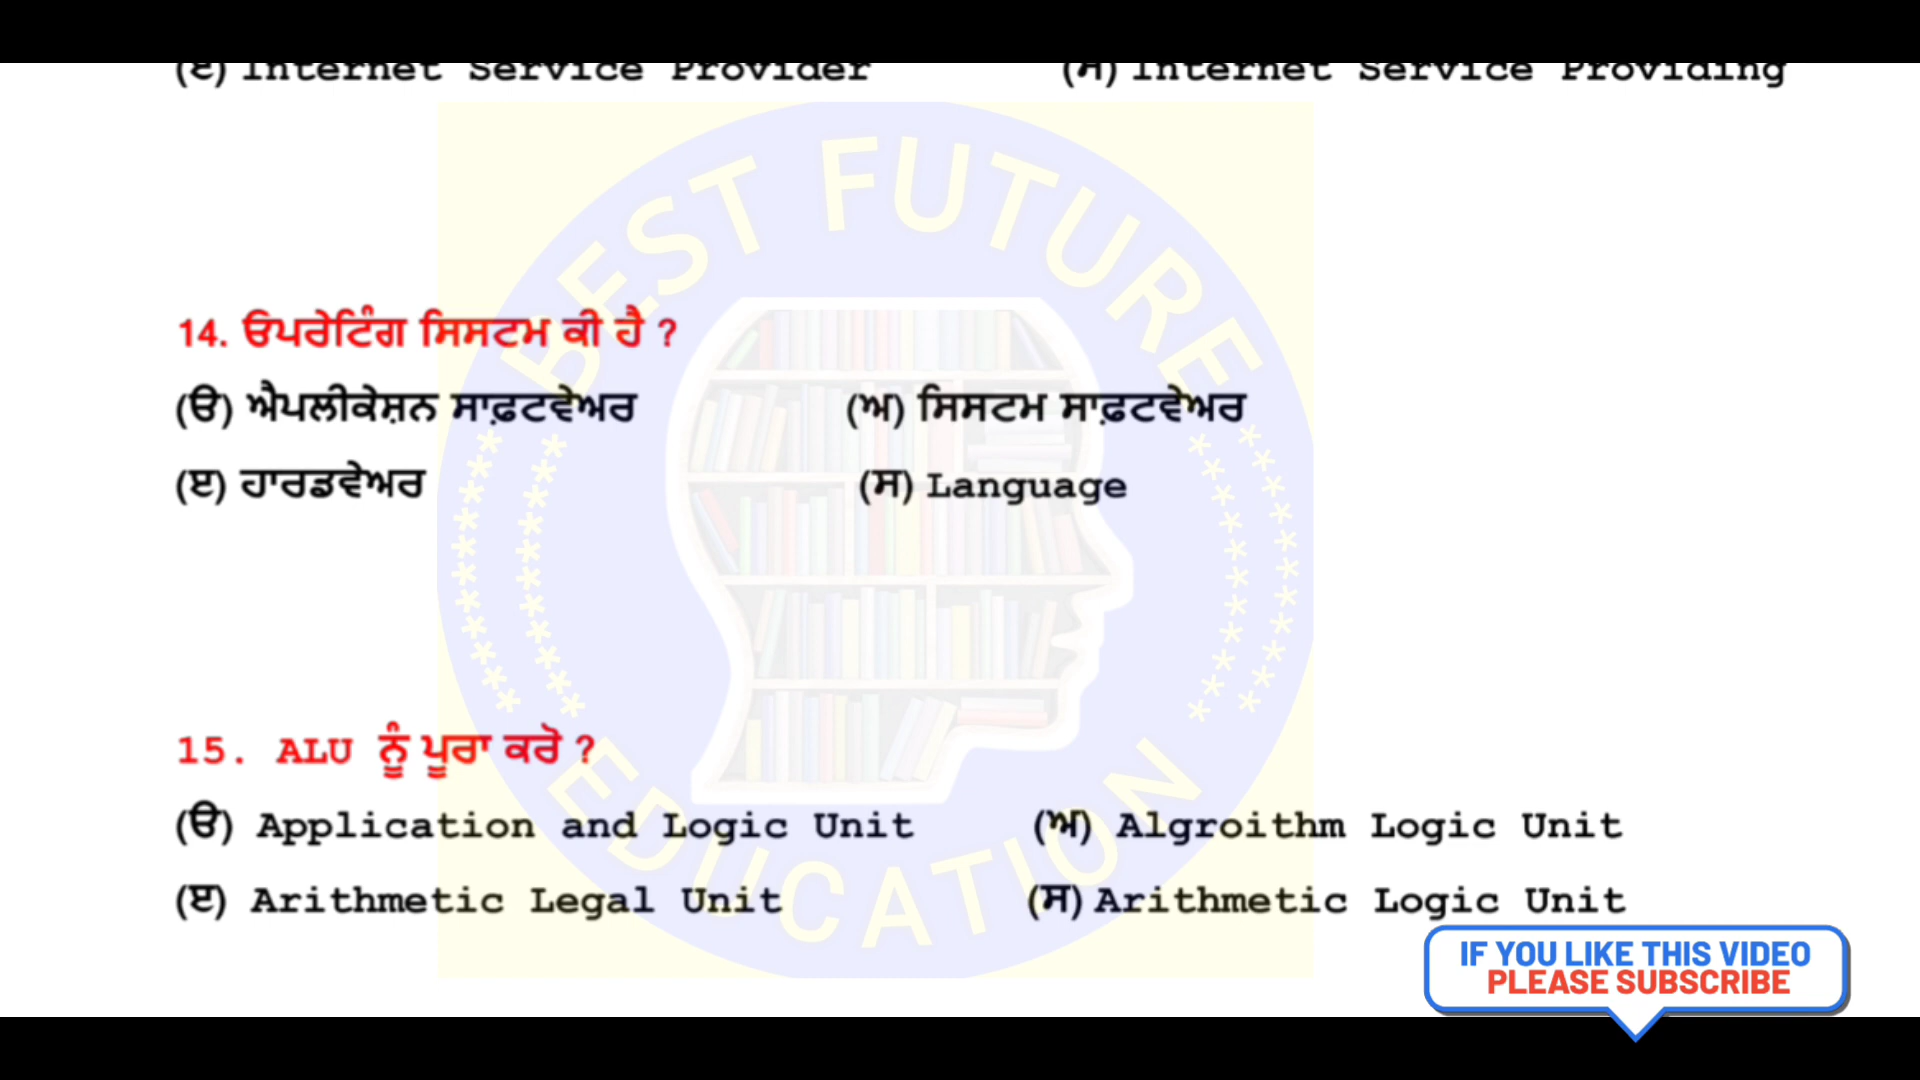 (ੲ) Internet Service Provider (ਸ) Internet Service Providing
BEST FUTURE
14. ਓਪਰੇਟਿੰਗ ਸਿਸਟਮ ਕੀ ਹੈ ?
(ੳ) ਐਪਲੀਕੇਸ਼ਨ ਸਾਫ਼ਟਵੇਅਰ (ਅ) ਸਿਸਟਮ ਸਾਫ਼ਟਵੇਅਰ
(ੲ) ਹਾਰਡਵੇਅਰ (ਸ) Language
15. ALU ਨੂੰ ਪੂਰਾ ਕਰੋ ?
(ੳ) Application and Logic Unit (ਅ) Algroithm Logic Unit
(ੲ) Arithmetic Legal Unit (ਸ) Arithmetic Logic Unit
EDUCATION
IF YOU LIKE THIS VIDEO
PLEASE SUBSCRIBE